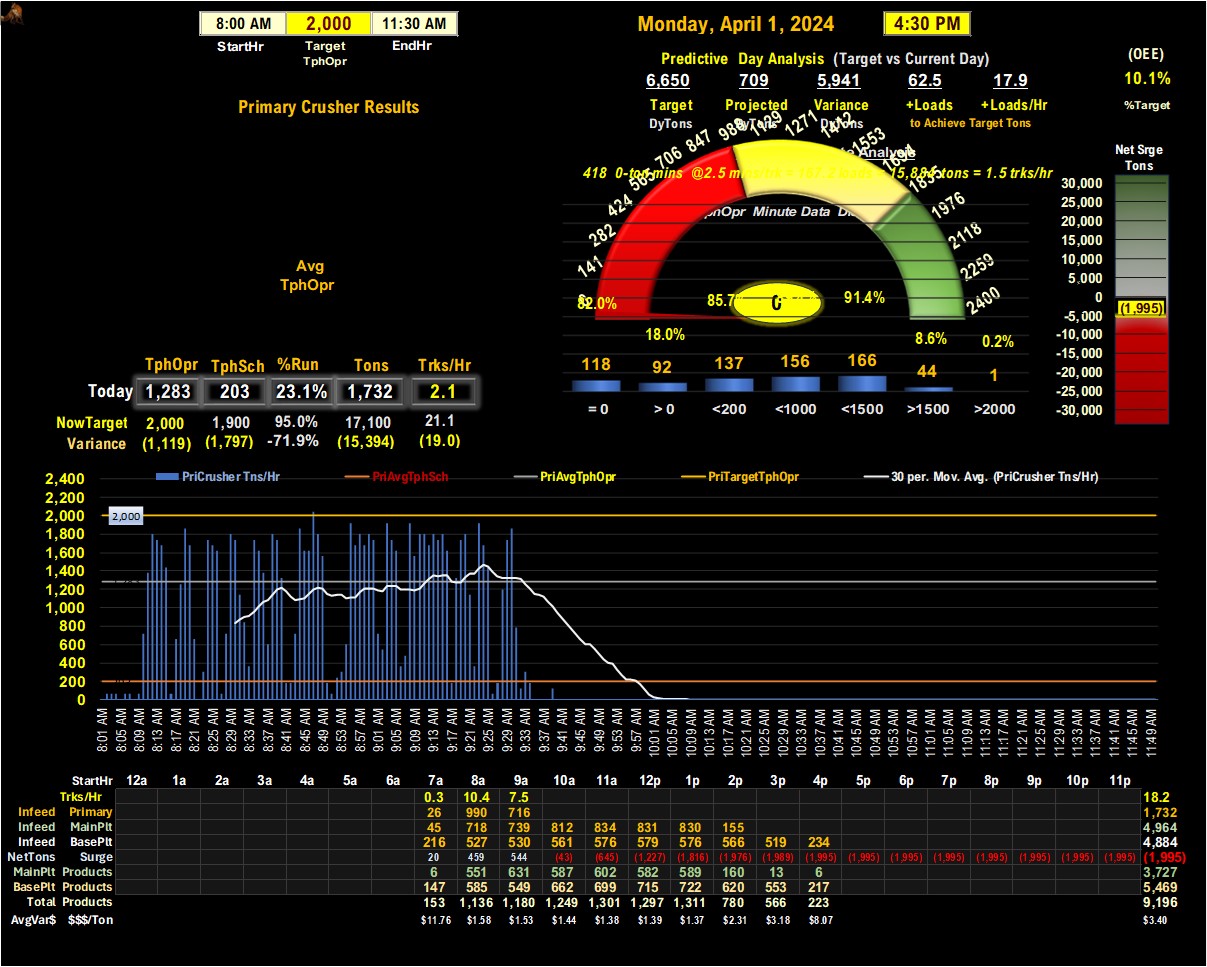 8:00 AM 2,000 11:30 AM
StartHr Target TphOpr EndHr
Monday, April 1, 2024 4:30 PM
Predictive Day Analysis (Target vs Current Day)
6,650 709 5,941 62.5 17.9
Target Projected Variance +Loads +Loads/Hr
DyTons DyTons DyTons to Achieve Target Tons
(OEE)
10.1%
%Target
Primary Crusher Results
Analysis
418 0-ton mins @2.5 = 15,884 tons = 1.5 trks/hr
TphOpr Minute Data
0 141 282 424 565 706 847 988 1129 1271 1412 1553 1694 1835 1976 2118 2259 2400
0
82.0% 85.7% 91.4%
18.0% 8.6% 0.2%
118 92 137 156 166 44 1
= 0 > 0 <200 <1000 <1500 >1500 >2000
Net Srge
Tons
30,000
25,000
20,000
15,000
10,000
5,000
0
(1,995)
-5,000
-10,000
-15,000
-20,000
-25,000
-30,000
Avg
TphOpr
TphOpr TphSch %Run Tons Trks/Hr
Today 1,283 203 23.1% 1,732 2.1
NowTarget 2,000 1,900 95.0% 17,100 21.1
Variance (1,119) (1,797) -71.9% (15,394) (19.0)
PriCrusher Tns/Hr PriAvgTphSch PriAvgTphOpr PriTargetTphOpr 30 per. Mov. Avg. (PriCrusher Tns/Hr)
2,400
2,200
2,000
2,000
1,800
1,600
1,400
1,200
1,000
800
600
400
200
0
8:01 AM 8:05 AM 8:09 AM 8:13 AM 8:17 AM 8:21 AM 8:25 AM 8:29 AM 8:33 AM 8:37 AM 8:41 AM 8:45 AM 8:49 AM 8:53 AM 9:13 AM 9:17 AM 9:21 AM 9:25 AM 9:29 AM 9:33 AM 9:37 AM 9:41 AM 9:45 AM 9:49 AM 9:53 AM 9:57 AM 10:01 AM 10:05 AM 10:09 AM 10:13 AM 10:17 AM 10:21 AM 10:25 AM 10:29 AM 10:33 AM 10:37 AM 10:41 AM 10:45 AM 10:49 AM 10:53 AM 10:57 AM 11:01 AM 11:05 AM 11:09 AM 11:13 AM 11:17 AM 11:21 AM 11:25 AM 11:29 AM 11:33 AM 11:37 AM 11:41 AM 11:45 AM 11:49 AM
StartHr 12a 1a 2a 3a 4a 5a 6a 7a 8a 9a 10a 11a 12p 1p 2p 3p 4p 5p 6p 7p 8p 9p 10p 11p
Trks/Hr 0.3 10.4 7.5 18.2
Infeed Primary 26 990 716 1,732
Infeed MainPlt 45 718 739 812 834 831 830 155 4,964
Infeed BasePlt 216 527 530 561 576 579 576 566 519 234 4,884
NetTons Surge 20 459 544 (43) (645) (1,227) (1,816) (1,976) (1,989) (1,995) (1,995) (1,995) (1,995) (1,995) (1,995) (1,995) (1,995) (1,995)
MainPlt Products 6 551 631 587 602 582 589 160 13 6 3,727
BasePlt Products 147 585 549 662 699 715 722 620 553 217 5,469
Total Products 153 1,136 1,180 1,249 1,301 1,297 1,311 780 566 223 9,196
AvgVar$ $$$/Ton $11.76 $1.58 $1.53 $1.44 $1.38 $1.39 $1.37 $2.31 $3.18 $8.07 $3.40